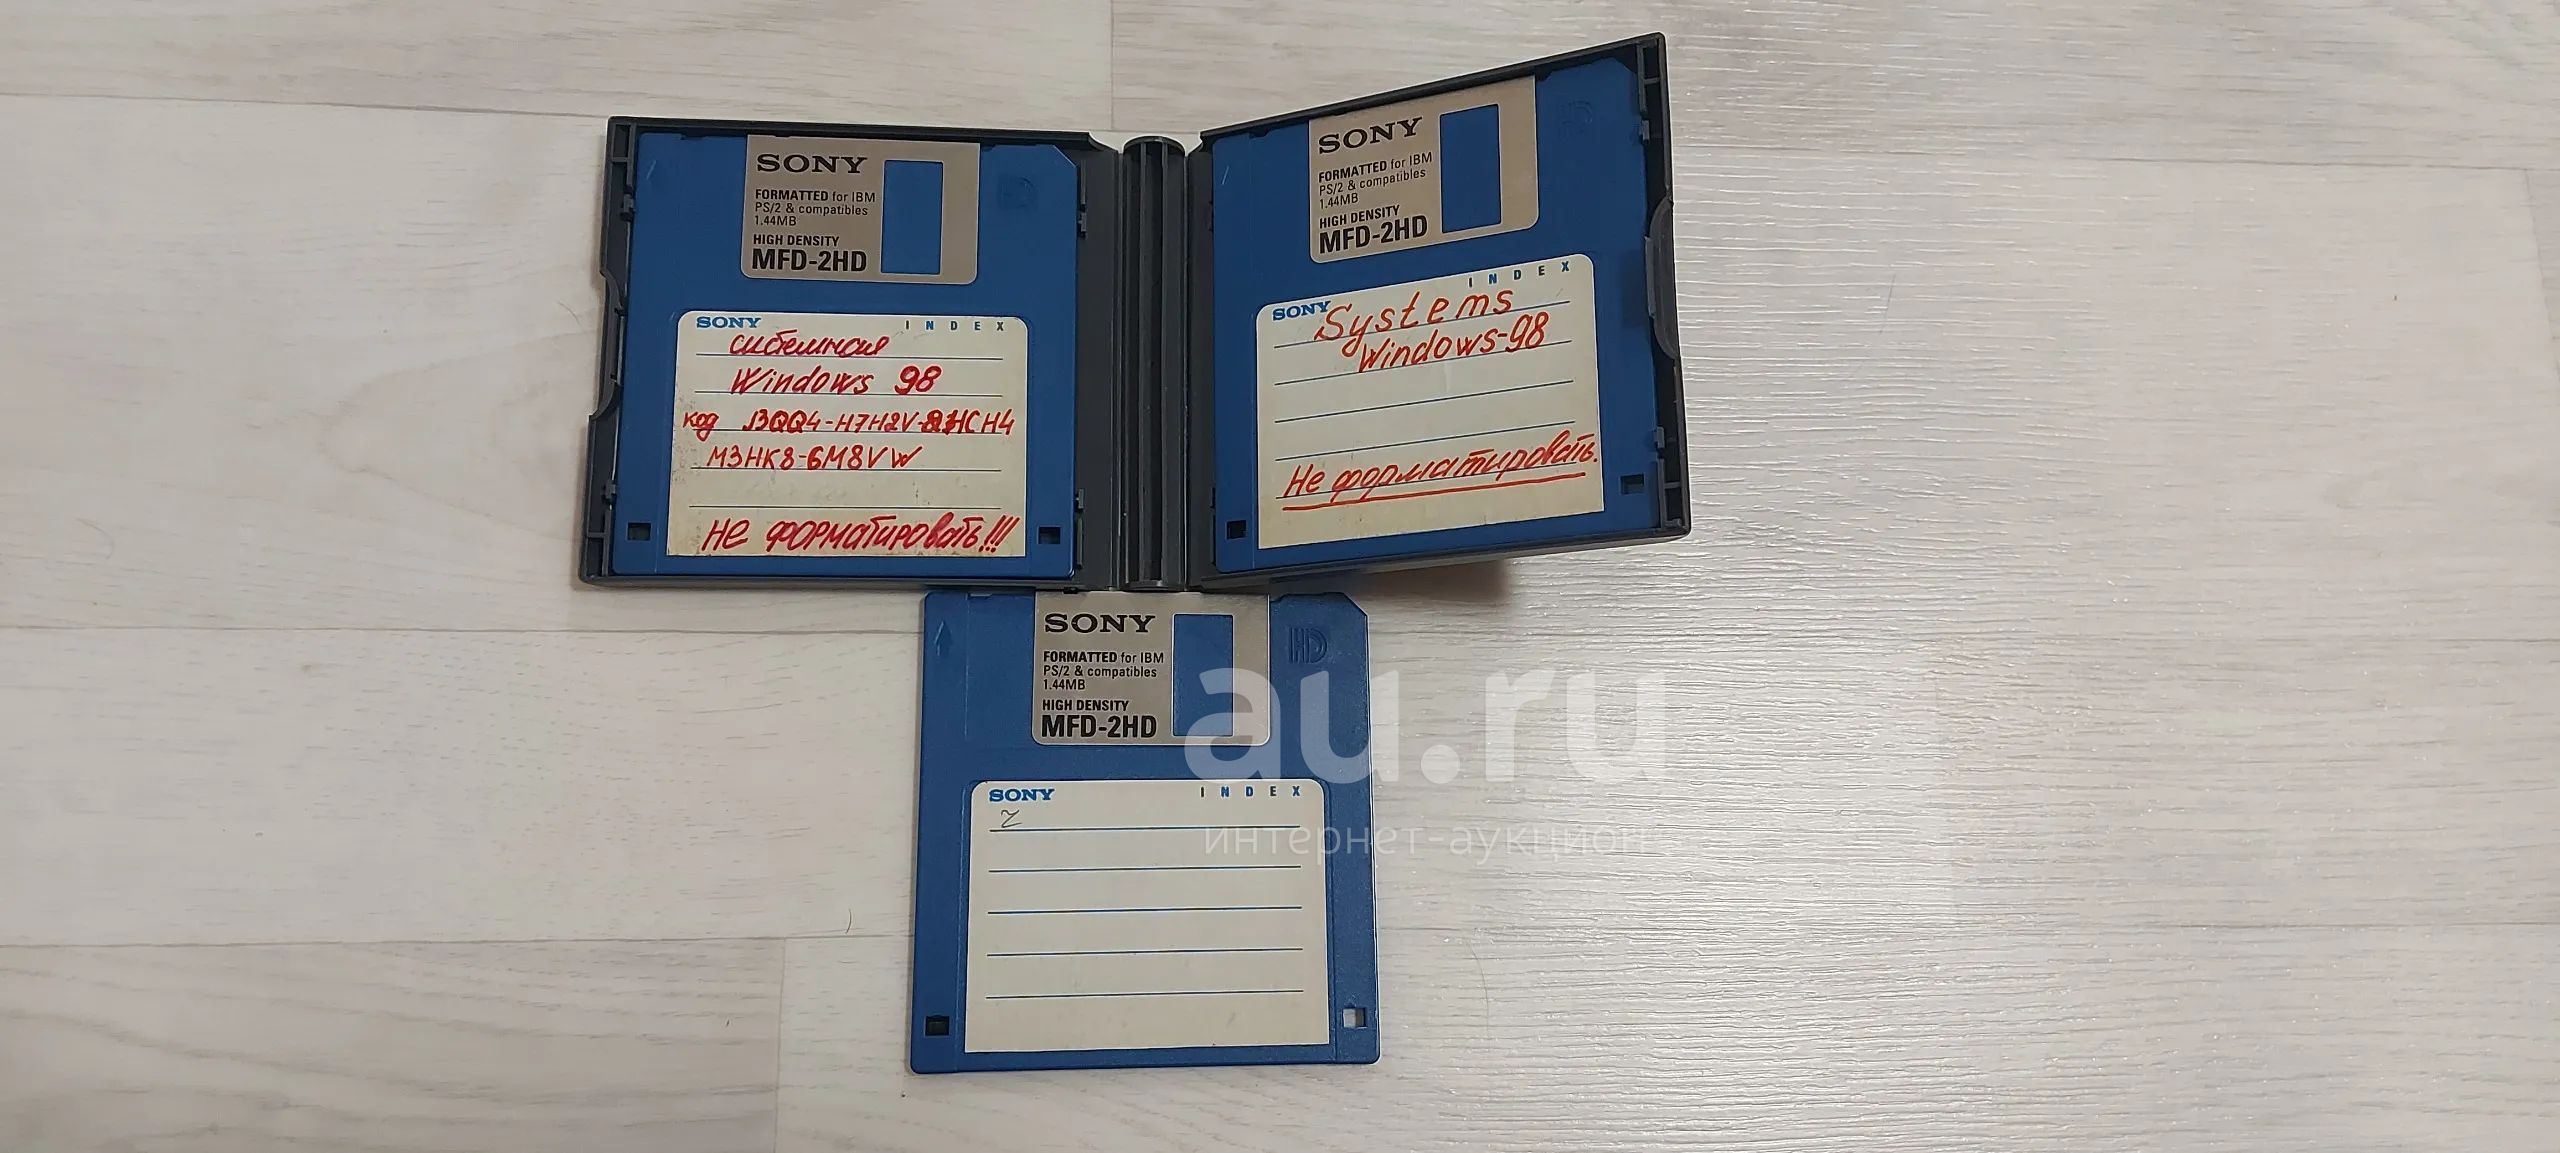 SONY
FORMATTED for IBM
PS/2 & compatibles
1.44MB
HIGH DENSITY
MFD-2HD
SONY INDEX
системная
Windows 98
код
M3HK8-6M8VW
Не форматировать!!!
SONY
FORMATTED for IBM
PS/2 & compatibles
1.44MB
HIGH DENSITY
MFD-2HD
SONY INDEX
Systems
Windows-98
Не форматировать.
HD
SONY
FORMATTED for IBM
PS/2 & compatibles
1.44MB
HIGH DENSITY
MFD-2HD
HD
SONY INDEX
au.ru
интернет-аукцион